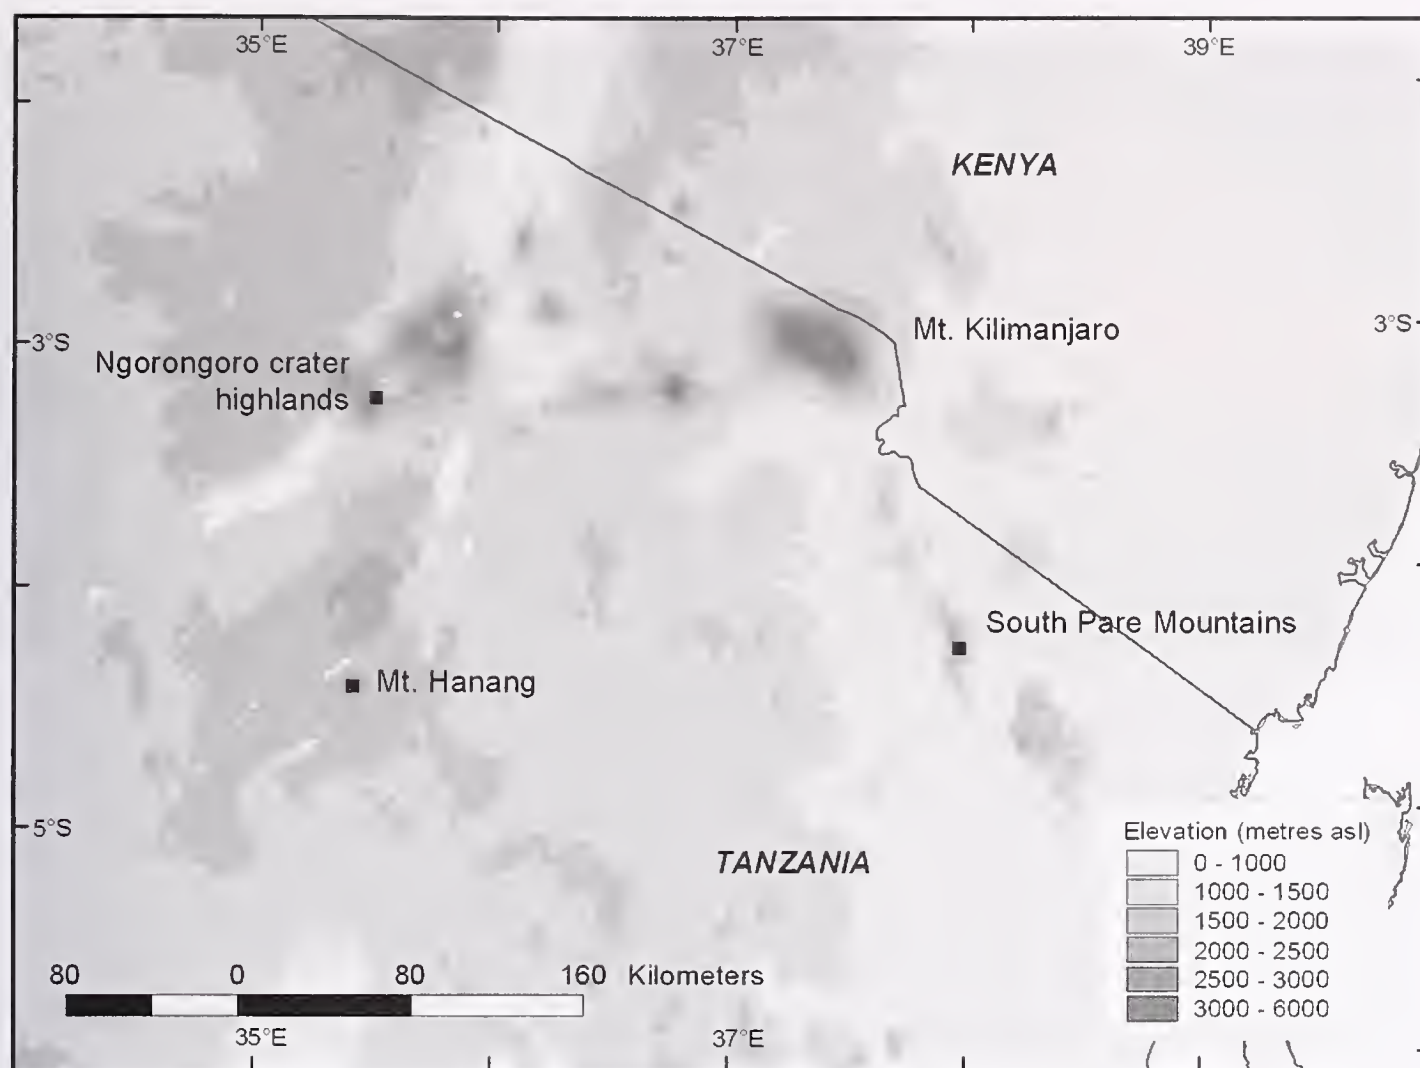 35°E 37°E 39°E
KENYA
3°S
Mt. Kilimanjaro
3°S
Ngorongoro crater
highlands
South Pare Mountains
Mt. Hanang
5°S
TANZANIA
Elevation (metres asl)
0 - 1000
1000 - 1500
1500 - 2000
2000 - 2500
2500 - 3000
3000 - 6000
80 0 80 160 Kilometers
35°E 37°E